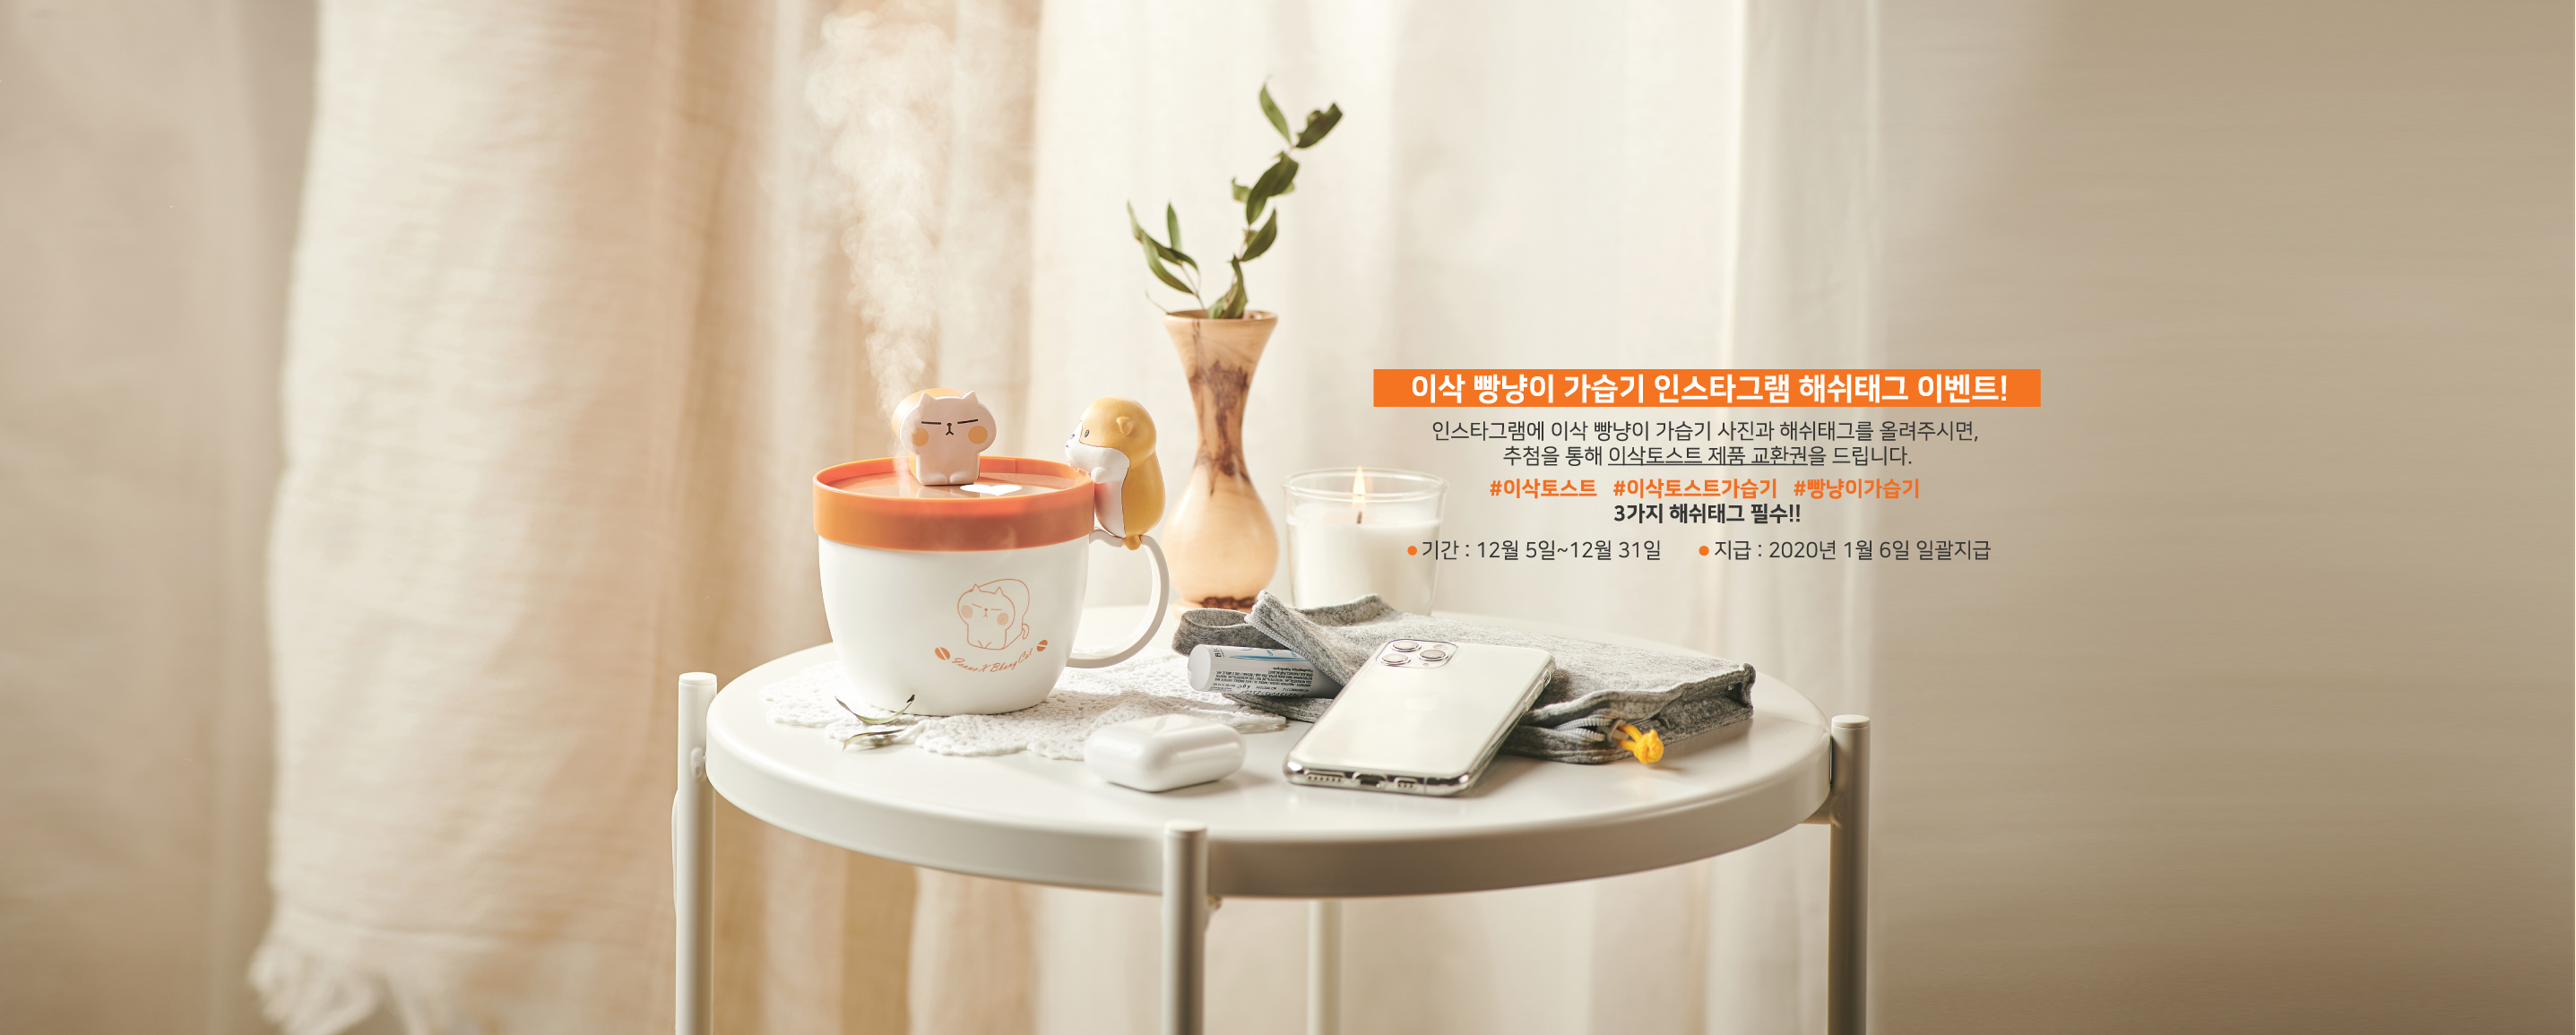 이삭 빵냥이 가습기 인스타그램 해쉬태그 이벤트!
인스타그램에 이삭 빵냥이 가습기 사진과 해쉬태그를 올려주시면,
추첨을 통해 이삭토스트 제품 교환권을 드립니다.
#이삭토스트 #이삭토스트가습기 #빵냥이가습기
3가지 해쉬태그 필수!!
● 기간 : 12월 5일~12월 31일 ● 지급 : 2020년 1월 6일 일괄지급
Isaac X Bbang Cat